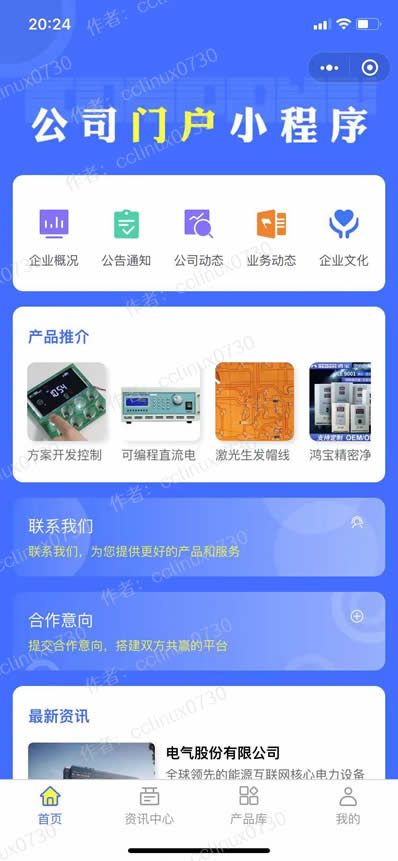 20:24
公司门户小程序
企业概况 公告通知 公司动态 业务动态 企业文化
产品推介
方案开发控制 可编程直流电 激光生发帽线 鸿宝精密净
联系我们
联系我们，为您提供更好的产品和服务
合作意向
提交合作意向，搭建双方共赢的平台
最新资讯
电气股份有限公司
全球领先的能源互联网核心电力设备
首页 资讯中心 产品库 我的
作者：cclinux0730